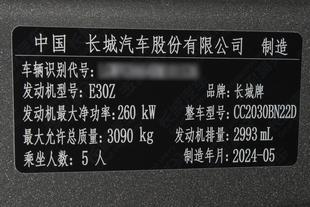 中国 长城汽车股份有限公司 制造
车辆识别代号：
发动机型号：E30Z 品牌：长城牌
发动机最大净功率：260 kW 整车型号：CC2030BN22D
最大允许总质量：3090 kg 发动机排量：2993 mL
乘坐人数：5 人 制造年月：2024-05